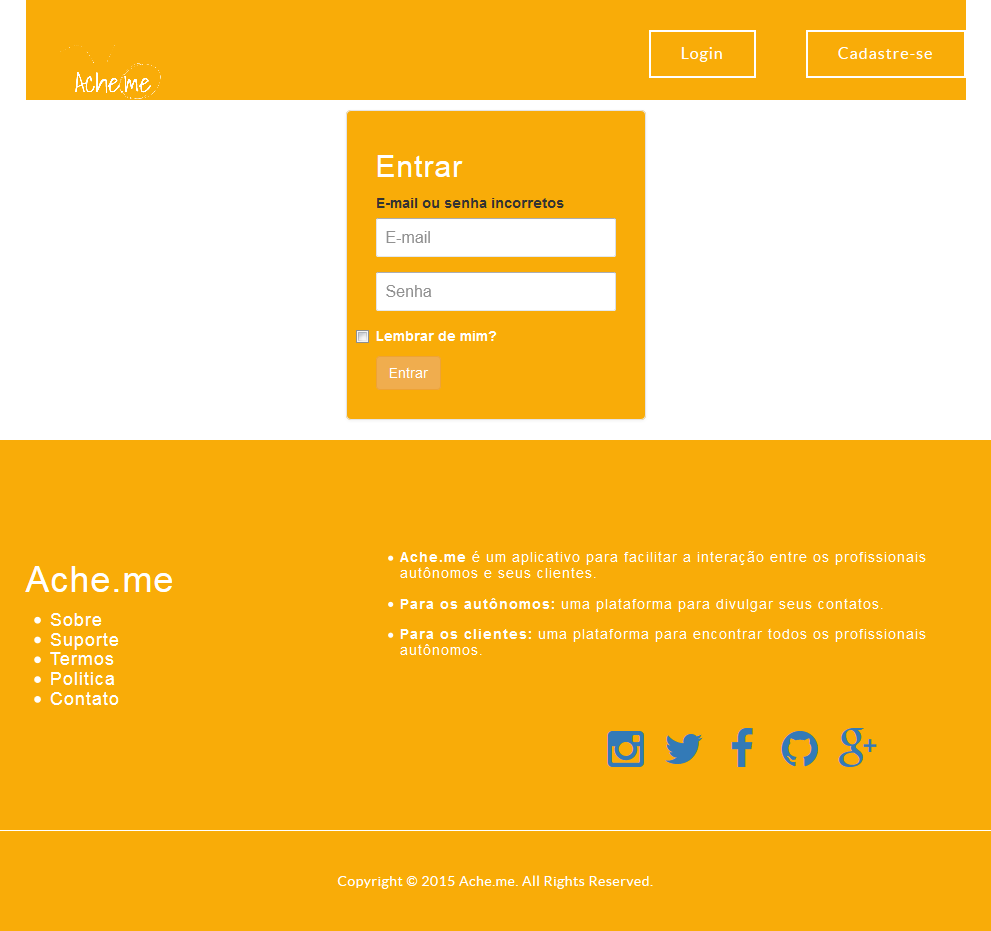 Ache.me
Login
Cadastre-se
Entrar
E-mail ou senha incorretos
E-mail
Senha
Lembrar de mim?
Entrar
Ache.me
Sobre
Suporte
Termos
Politica
Contato
Ache.me é um aplicativo para facilitar a interação entre os profissionais
autônomos e seus clientes.
Para os autônomos: uma plataforma para divulgar seus contatos.
Para os clientes: uma plataforma para encontrar todos os profissionais
autônomos.
Copyright © 2015 Ache.me. All Rights Reserved.